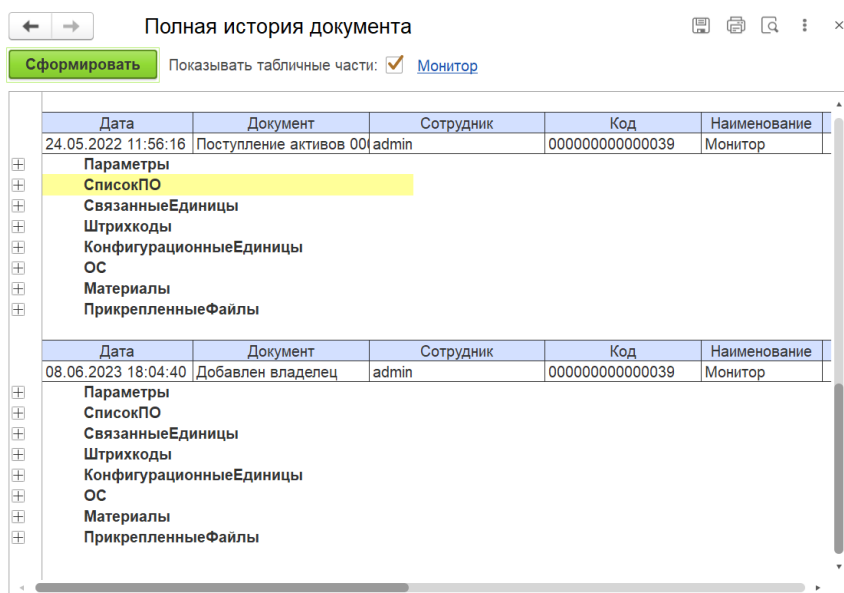 Полная история документа
Сформировать Показывать табличные части: Монитор
Дата Документ Сотрудник Код Наименование
24.05.2022 11:56:16 Поступление активов 00 admin 000000000000039 Монитор
Параметры
СписокПО
СвязанныеЕдиницы
Штрихкоды
КонфигурационныеЕдиницы
ОС
Материалы
ПрикрепленныеФайлы
Дата Документ Сотрудник Код Наименование
08.06.2023 18:04:40 Добавлен владелец admin 000000000000039 Монитор
Параметры
СписокПО
СвязанныеЕдиницы
Штрихкоды
КонфигурационныеЕдиницы
ОС
Материалы
ПрикрепленныеФайлы